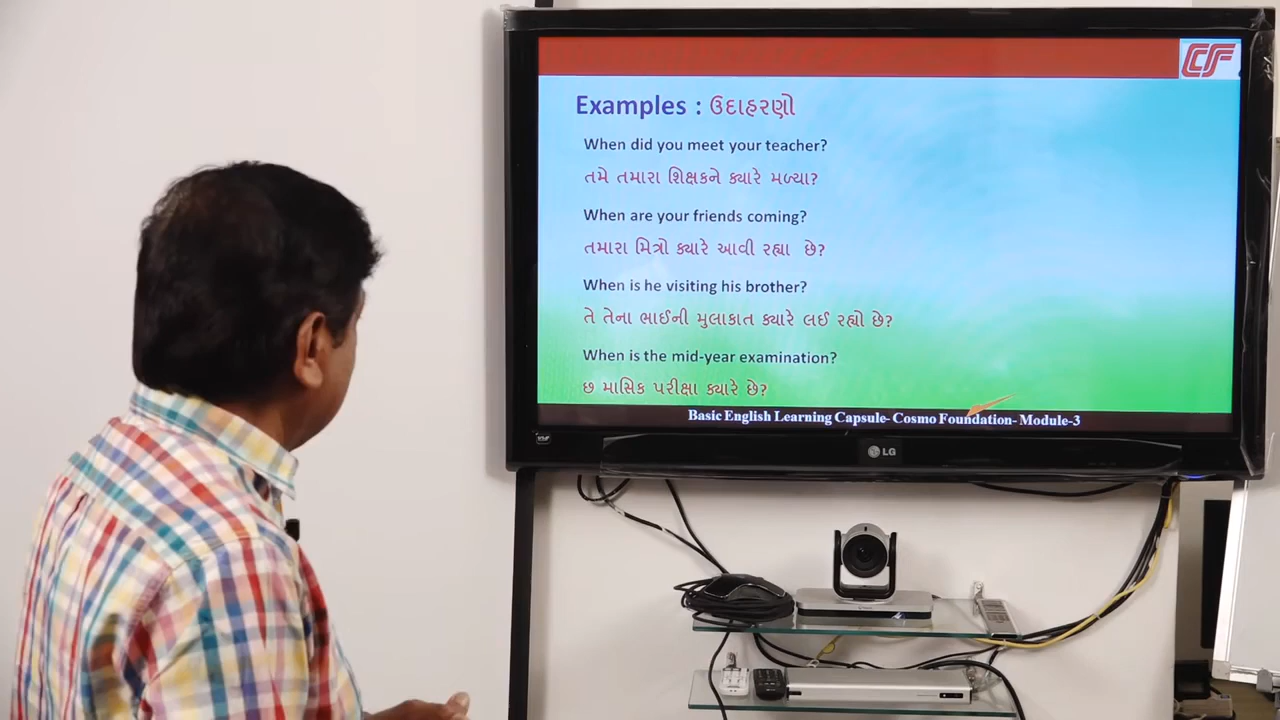 CF
Examples : ઉદાહરણો
When did you meet your teacher?
તમે તમારા શિક્ષકને ક્યારે મળ્યા?
When are your friends coming?
તમારા મિત્રો ક્યારે આવી રહ્યા છે?
When is he visiting his brother?
તે તેના ભાઈની મુલાકાત ક્યારે લઈ રહ્યો છે?
When is the mid-year examination?
છ માસિક પરીક્ષા ક્યારે છે?
Basic English Learning Capsule- Cosmo Foundation- Module-3
LG